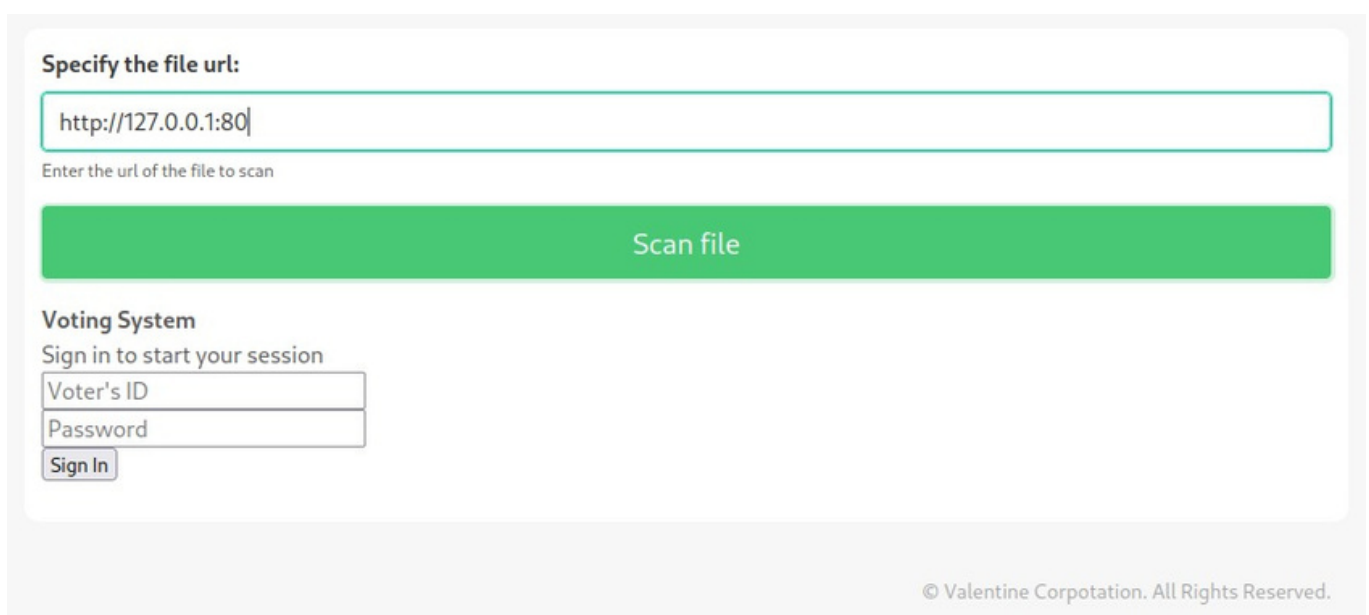 Specify the file url:
http://127.0.0.1:80
Enter the url of the file to scan
Scan file
Voting System
Sign in to start your session
Voter's ID
Password
Sign In
© Valentine Corpotation. All Rights Reserved.